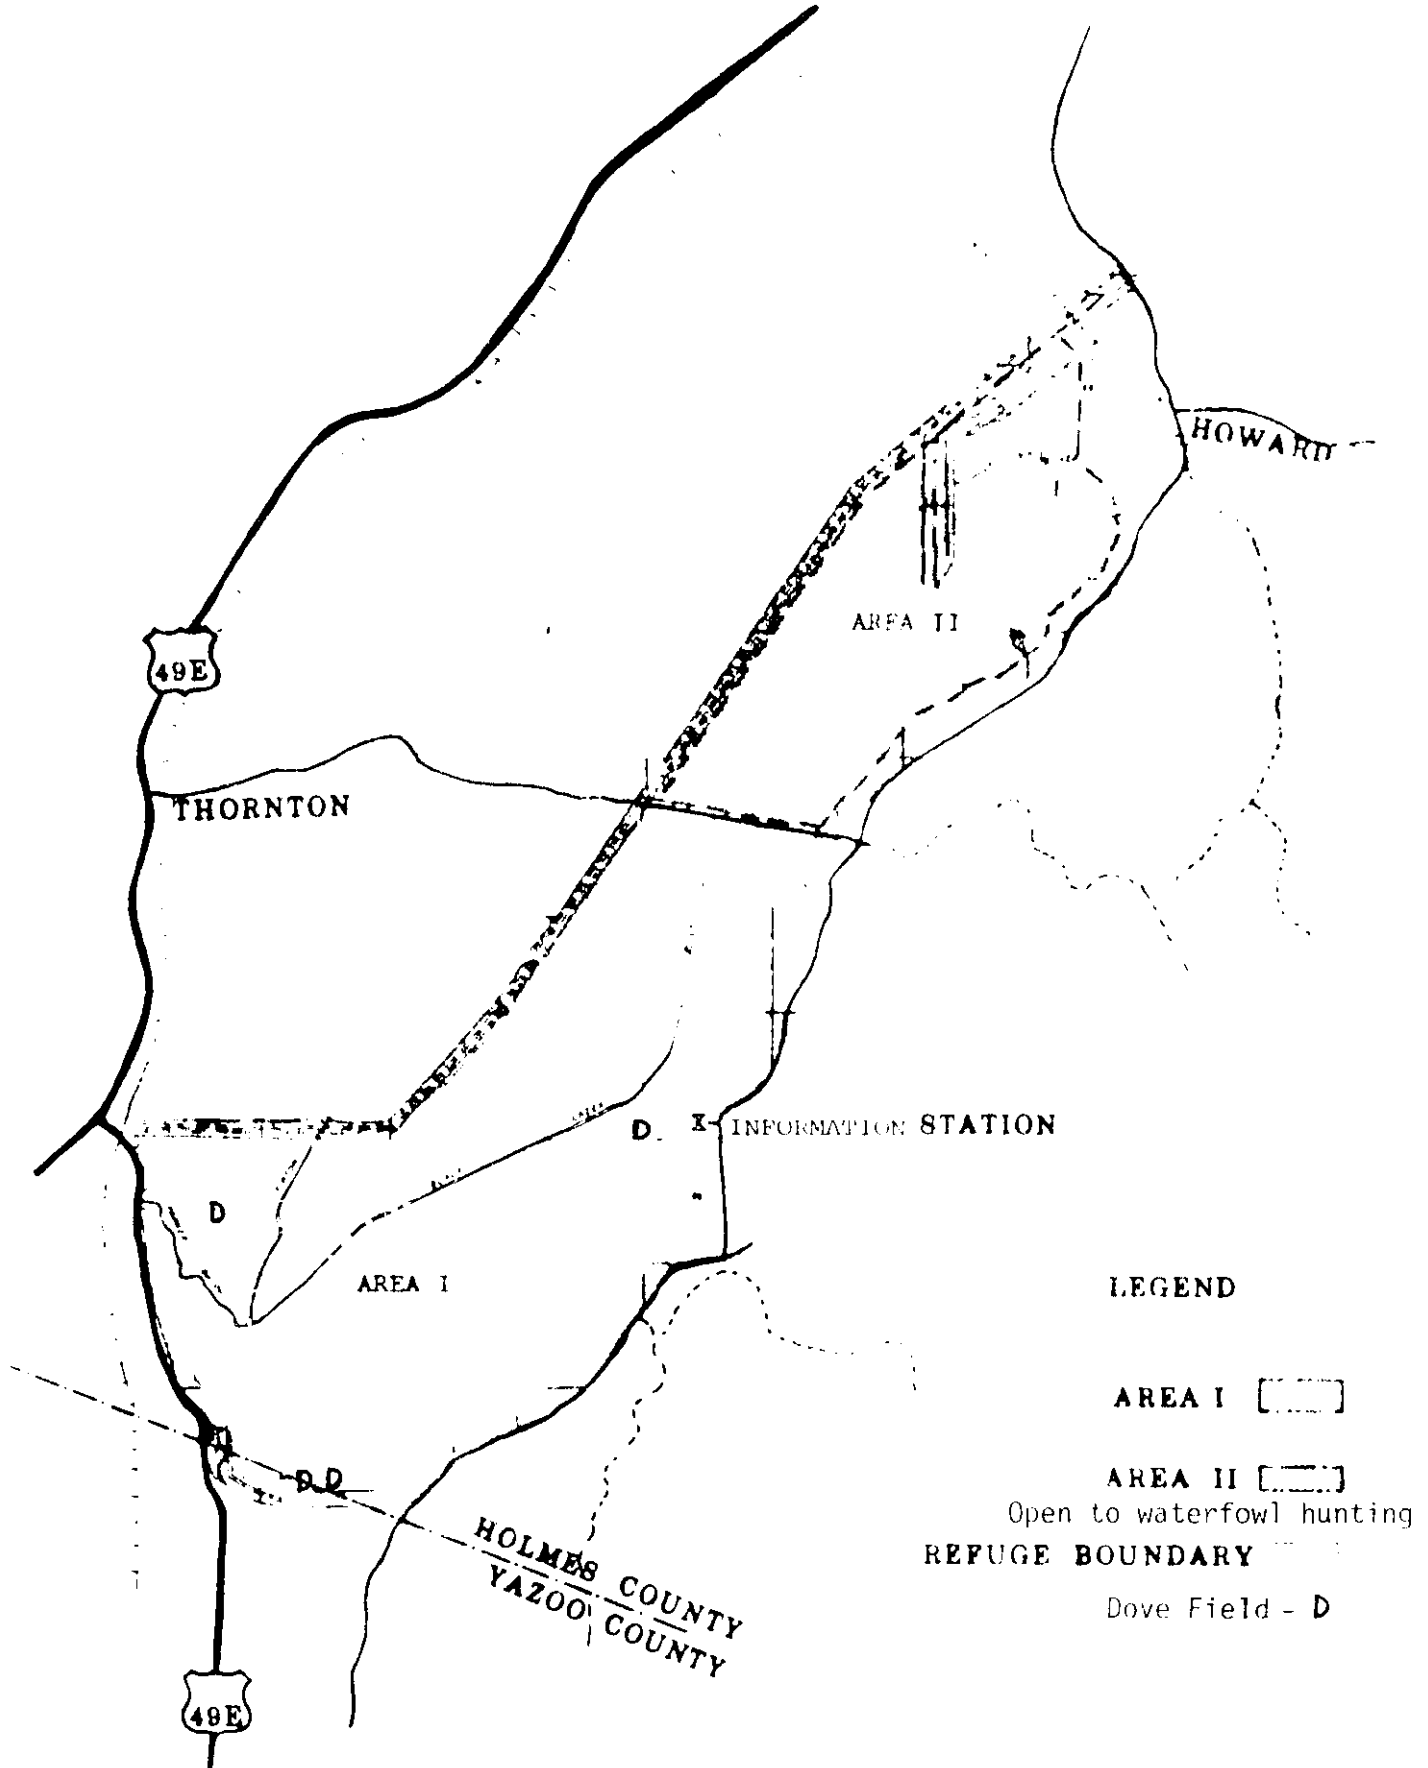 HOWARD
AREA II
49E
THORNTON
D
X INFORMATION STATION
D
AREA I
LEGEND
AREA I
D D
AREA II
Open to waterfowl hunting
HOLMES COUNTY
YAZOO COUNTY
REFUGE BOUNDARY
Dove Field - D
49E